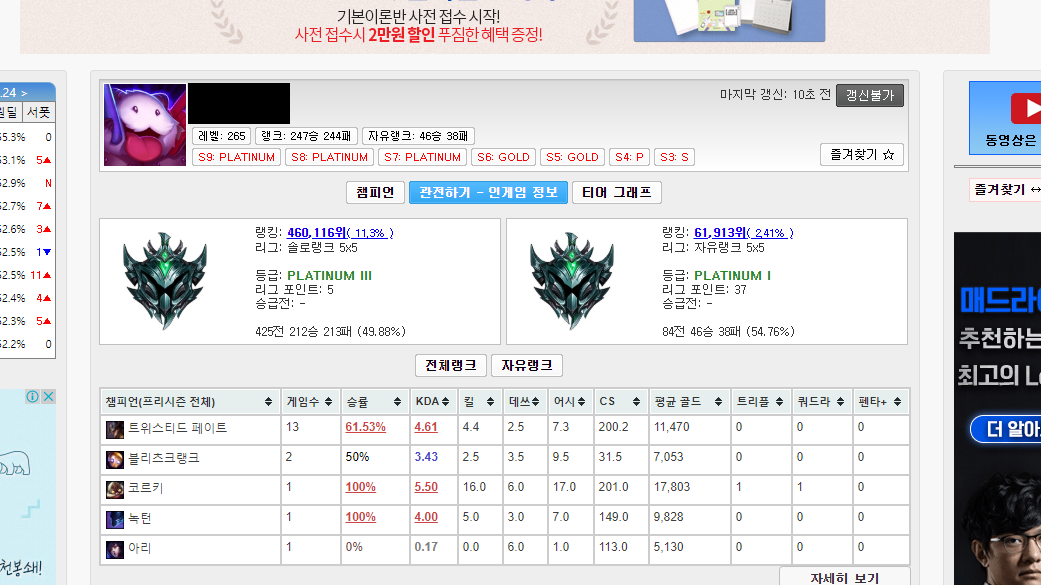 기본이론반 사전 접수 시작!
사전 접수시 2만원 할인 푸짐한 혜택 증정!
.24 >
원딜 서폿
55.3% 0
53.1% 5▲
52.9% N
52.7% 7▲
52.6% 3▲
52.5% 1▼
52.5% 11▲
52.4% 4▲
52.3% 5▲
52.2% 0
마지막 갱신: 10초 전 갱신불가
레벨: 265 랭크: 247승 244패 자유랭크: 46승 38패
S9: PLATINUM S8: PLATINUM S7: PLATINUM S6: GOLD S5: GOLD S4: P S3: S
즐겨찾기 ☆
챔피언 관전하기 - 인게임 정보 티어 그래프
랭킹: 460,116위( 11,3% )
리그: 솔로랭크 5x5
등급: PLATINUM III
리그 포인트: 5
승급전: -
425전 212승 213패 (49.88%)
랭킹: 61,913위( 2,41% )
리그: 자유랭크 5x5
등급: PLATINUM I
리그 포인트: 37
승급전: -
84전 46승 38패 (54.76%)
전체랭크 자유랭크
챔피언(프리시즌 전체) 게임수 승률 KDA 킬 데쓰 어시 CS 평균 골드 트리플 쿼드라 펜타+
트위스티드 페이트 13 61.53% 4.61 4.4 2.5 7.3 200.2 11,470 0 0 0
블리츠크랭크 2 50% 3.43 2.5 3.5 9.5 31.5 7,053 0 0 0
코르키 1 100% 5.50 16.0 6.0 17.0 201.0 17,803 1 1 0
녹턴 1 100% 4.00 5.0 3.0 7.0 149.0 9,828 0 0 0
아리 1 0% 0.17 0.0 6.0 1.0 113.0 5,130 0 0 0
자세히 보기
동영상은
즐겨찾기 ↔
매드라이
추천하는
최고의 Lo
더 알아
천봉쇄!